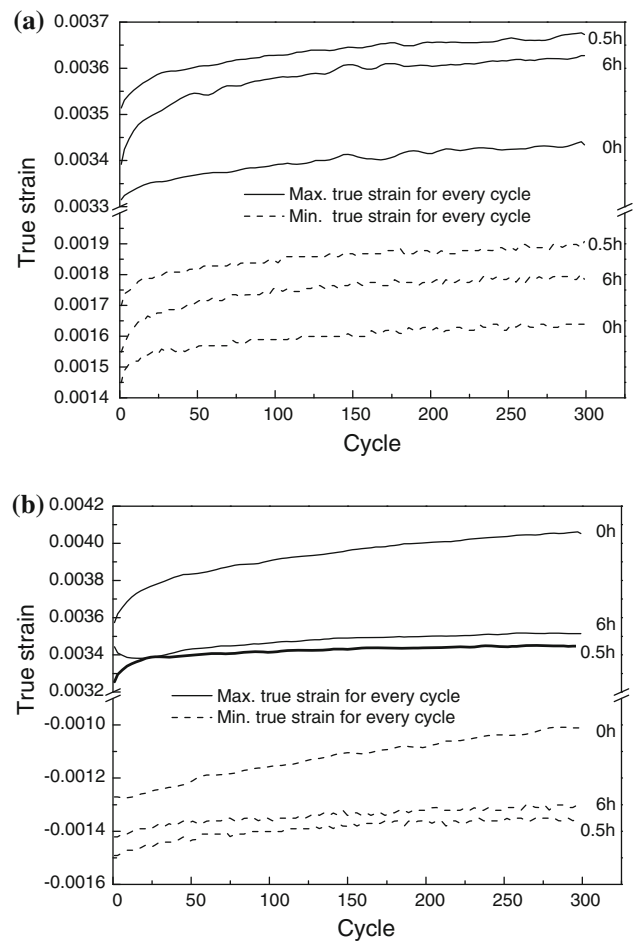 (a)
0.0037
0.0036
0.0035
0.0034
0.0033
0.0019
0.0018
0.0017
0.0016
0.0015
0.0014
True strain
0.5h
6h
0h
Max. true strain for every cycle
Min. true strain for every cycle
0.5h
6h
0h
0 50 100 150 200 250 300
Cycle
(b)
0.0042
0.0040
0.0038
0.0036
0.0034
0.0032
-0.0010
-0.0012
-0.0014
-0.0016
True strain
0h
6h
0.5h
Max. true strain for every cycle
Min. true strain for every cycle
0h
6h
0.5h
0 50 100 150 200 250 300
Cycle